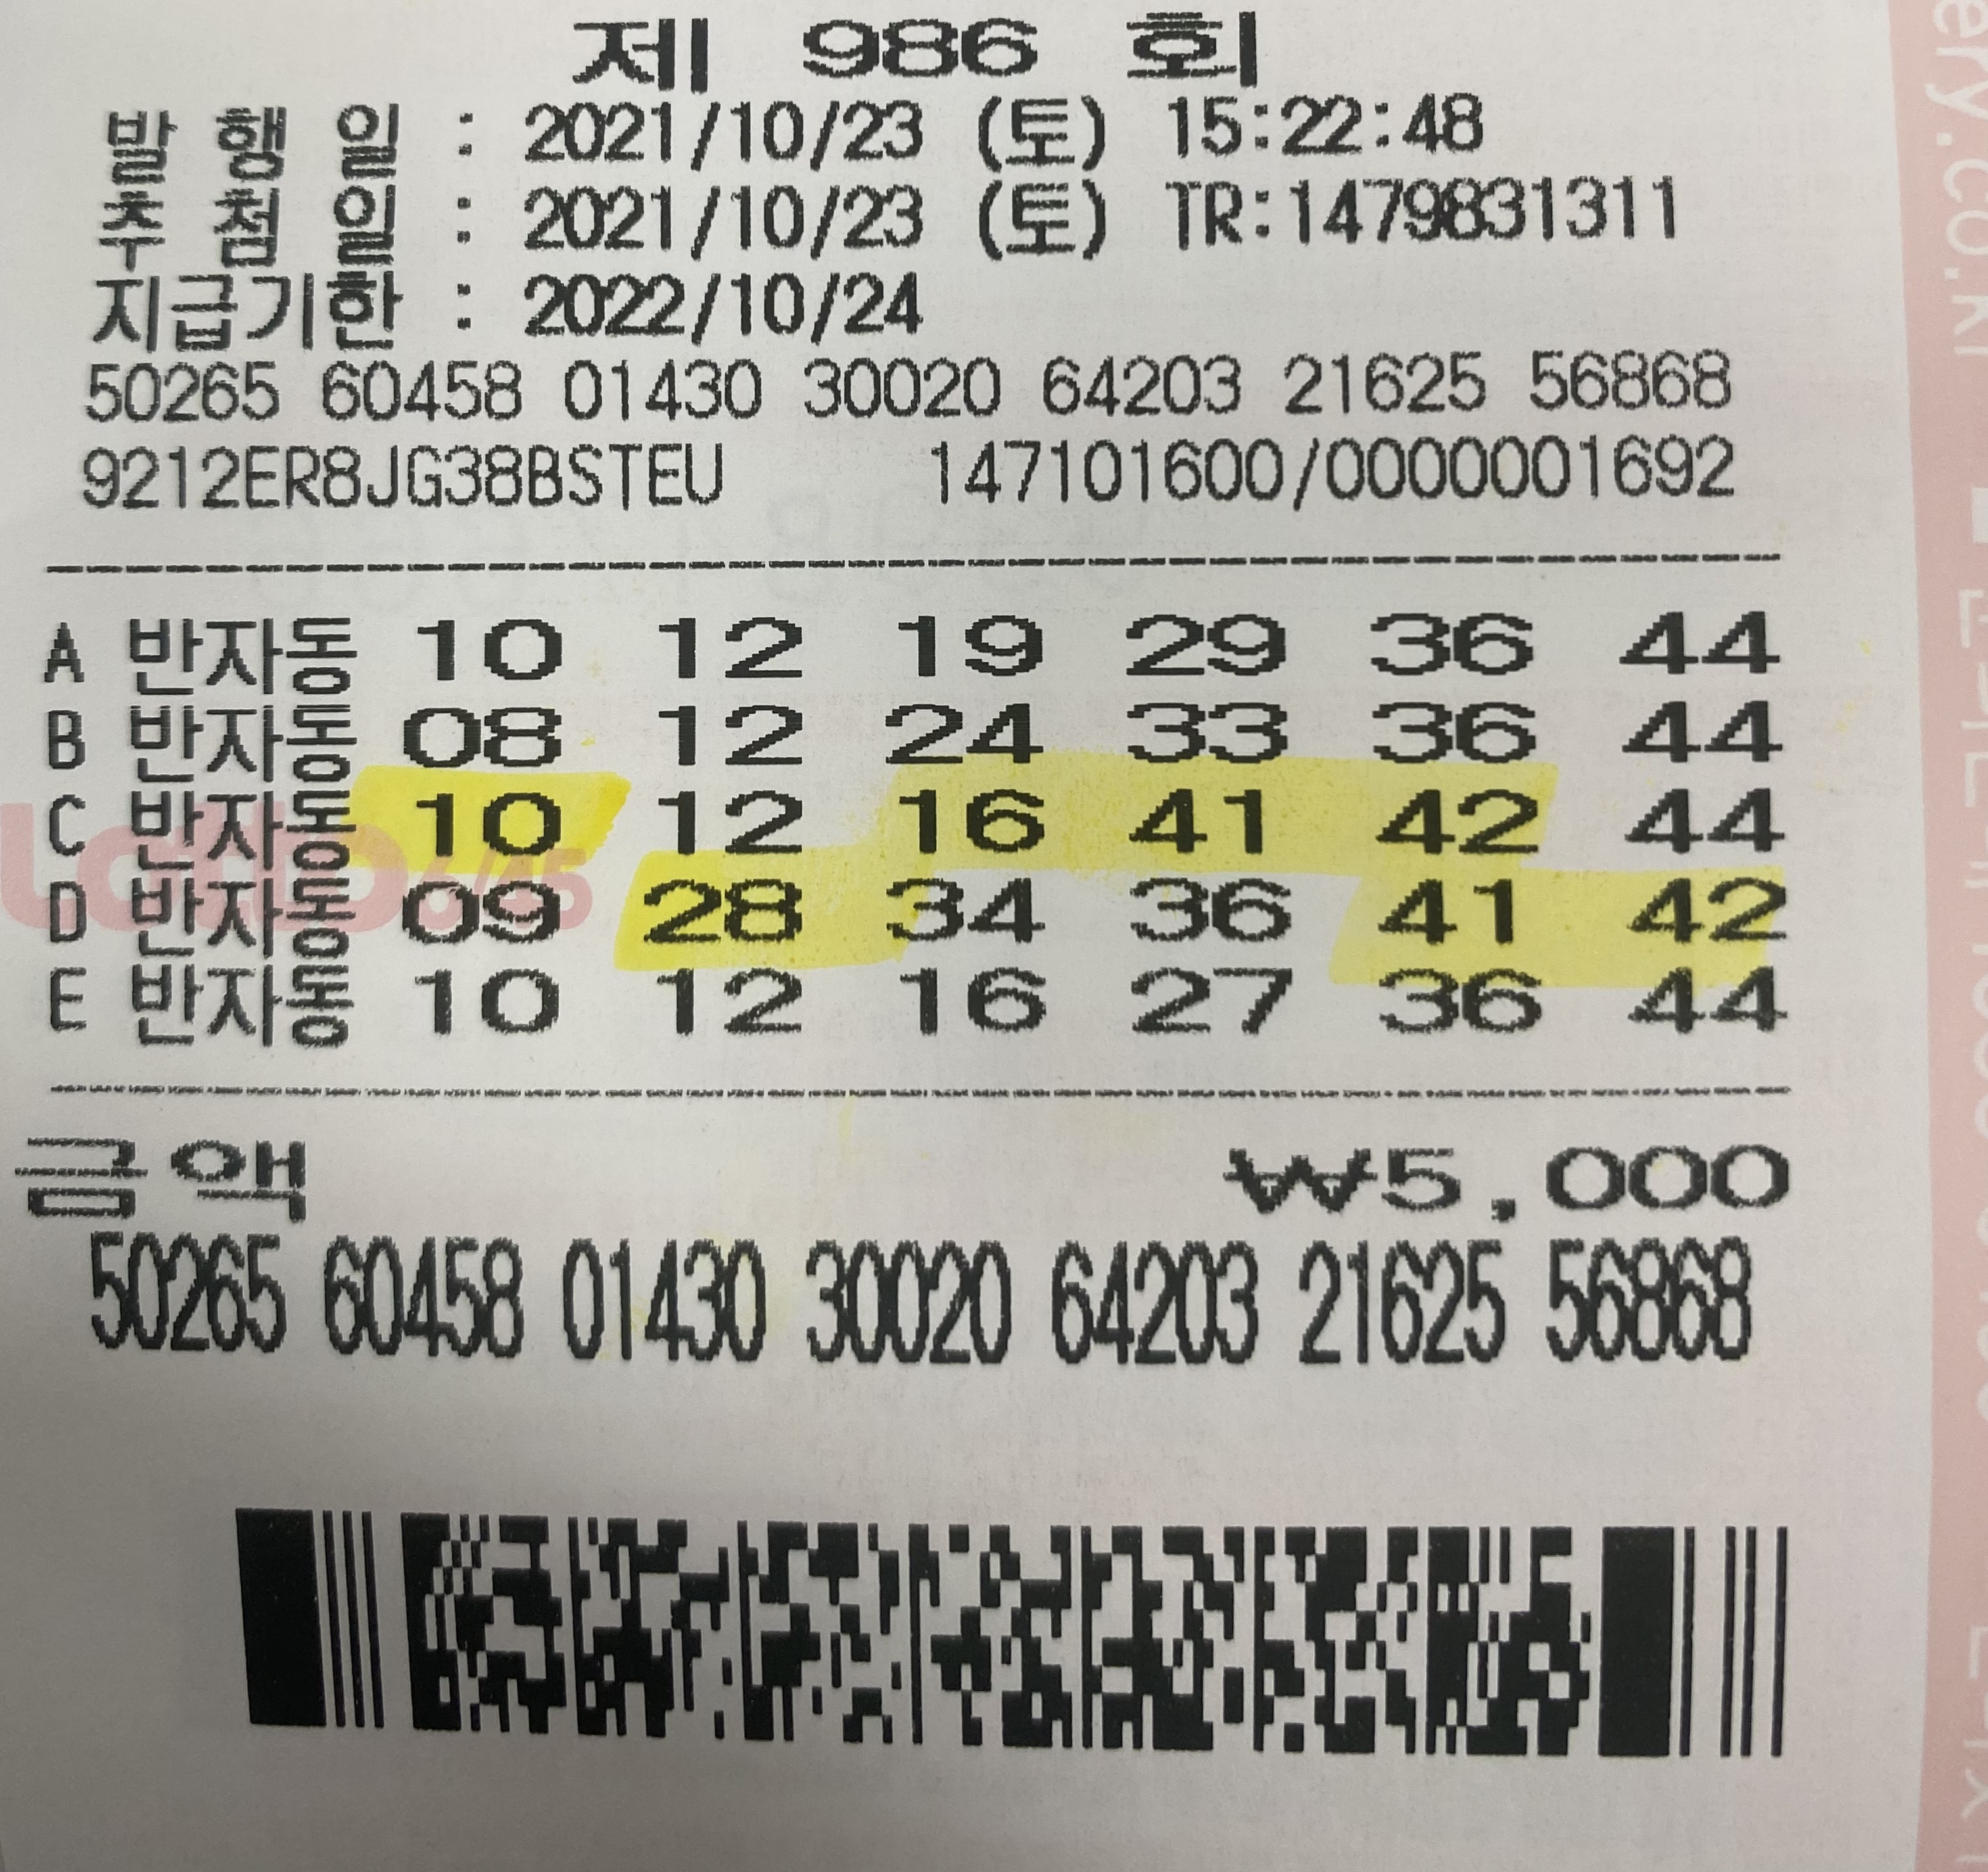 제 986 회
발 행 일 : 2021/10/23 (토) 15:22:48
추 첨 일 : 2021/10/23 (토) TR:1479831311
지급기한 : 2022/10/24
50265 60458 01430 30020 64203 21625 56868
9212ER8JG38BSTEU 147101600/0000001692
A 반자동 10 12 19 29 36 44
B 반자동 08 12 24 33 36 44
C 반자동 10 12 16 41 42 44
D 반자동 09 28 34 36 41 42
E 반자동 10 12 16 27 36 44
금액 ₩5,000
50265 60458 01430 30020 64203 21625 56868
6/45
ery.co.kr